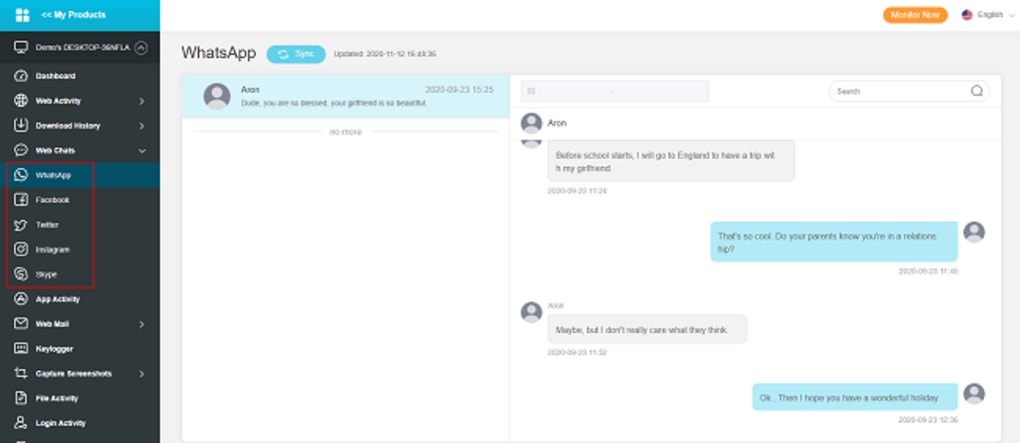 << My Products
Monitor Now
English
Demo's DESKTOP-36NFLA
WhatsApp
Sync
Updated: 2020-11-12 16:49:36
Dashboard
Web Activity
Download History
Web Chats
WhatsApp
Facebook
Twitter
Instagram
Skype
App Activity
Web Mail
Keylogger
Capture Screenshots
File Activity
Login Activity
Aron
2020-09-23 15:25
Dude, you are so blessed, your girlfriend is so beautiful.
no more
-
Search
Aron
Before school starts, I will go to England to have a trip wit
h my girlfriend.
2020-09-23 11:24
That's so cool. Do your parents know you're in a relations
hip?
2020-09-23 11:45
Aron
Maybe, but I don't really care what they think.
2020-09-23 11:52
Ok.. Then I hope you have a wonderful holiday.
2020-09-23 12:36